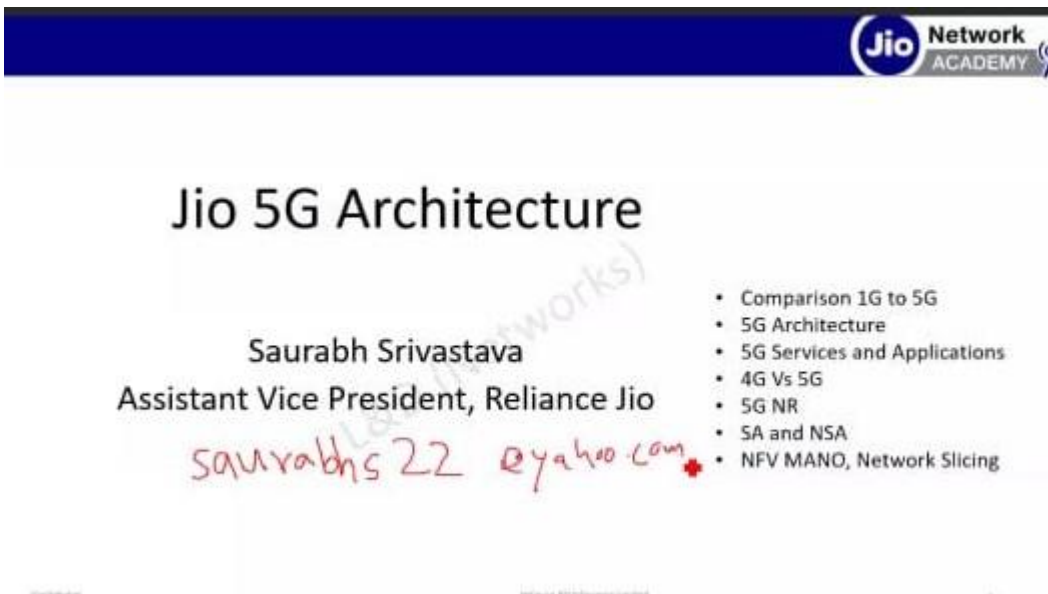 Jio Network
ACADEMY
Jio 5G Architecture
Saurabh Srivastava
Assistant Vice President, Reliance Jio
saurabhs22 @yahoo.com
• Comparison 1G to 5G
• 5G Architecture
• 5G Services and Applications
• 4G Vs 5G
• 5G NR
• SA and NSA
• NFV MANO, Network Slicing